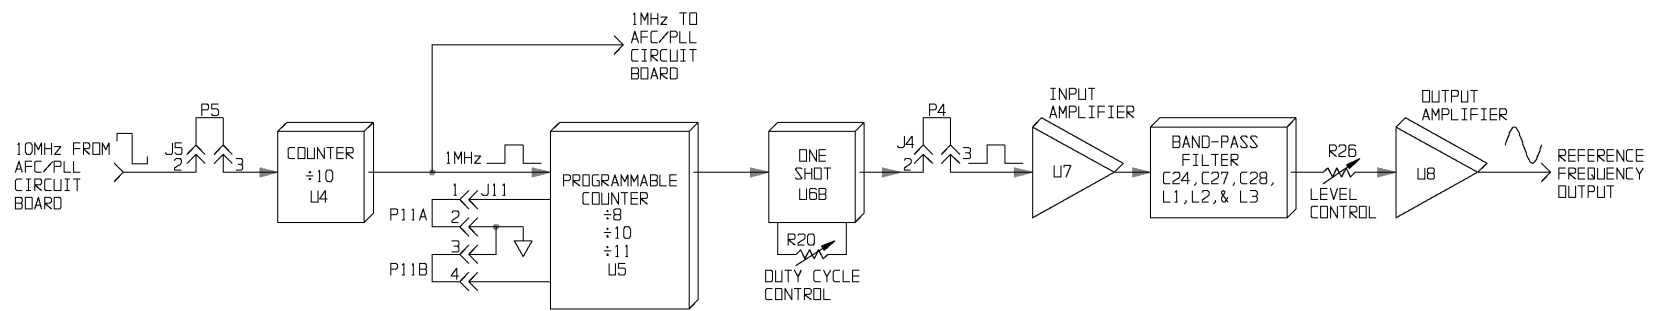 1MHz TO
AFC/PLL
CIRCUIT
BOARD
10MHz FROM
AFC/PLL
CIRCUIT
BOARD
P5
J5
2
3
COUNTER
÷10
U4
1MHz
1
J11
P11A
2
3
P11B
4
PROGRAMMABLE
COUNTER
÷8
÷10
÷11
U5
ONE
SHOT
U6B
R20
DUTY CYCLE
CONTROL
P4
J4
2
3
INPUT
AMPLIFIER
U7
BAND-PASS
FILTER
C24,C27,C28,
L1,L2,& L3
R26
LEVEL
CONTROL
OUTPUT
AMPLIFIER
U8
REFERENCE
FREQUENCY
OUTPUT